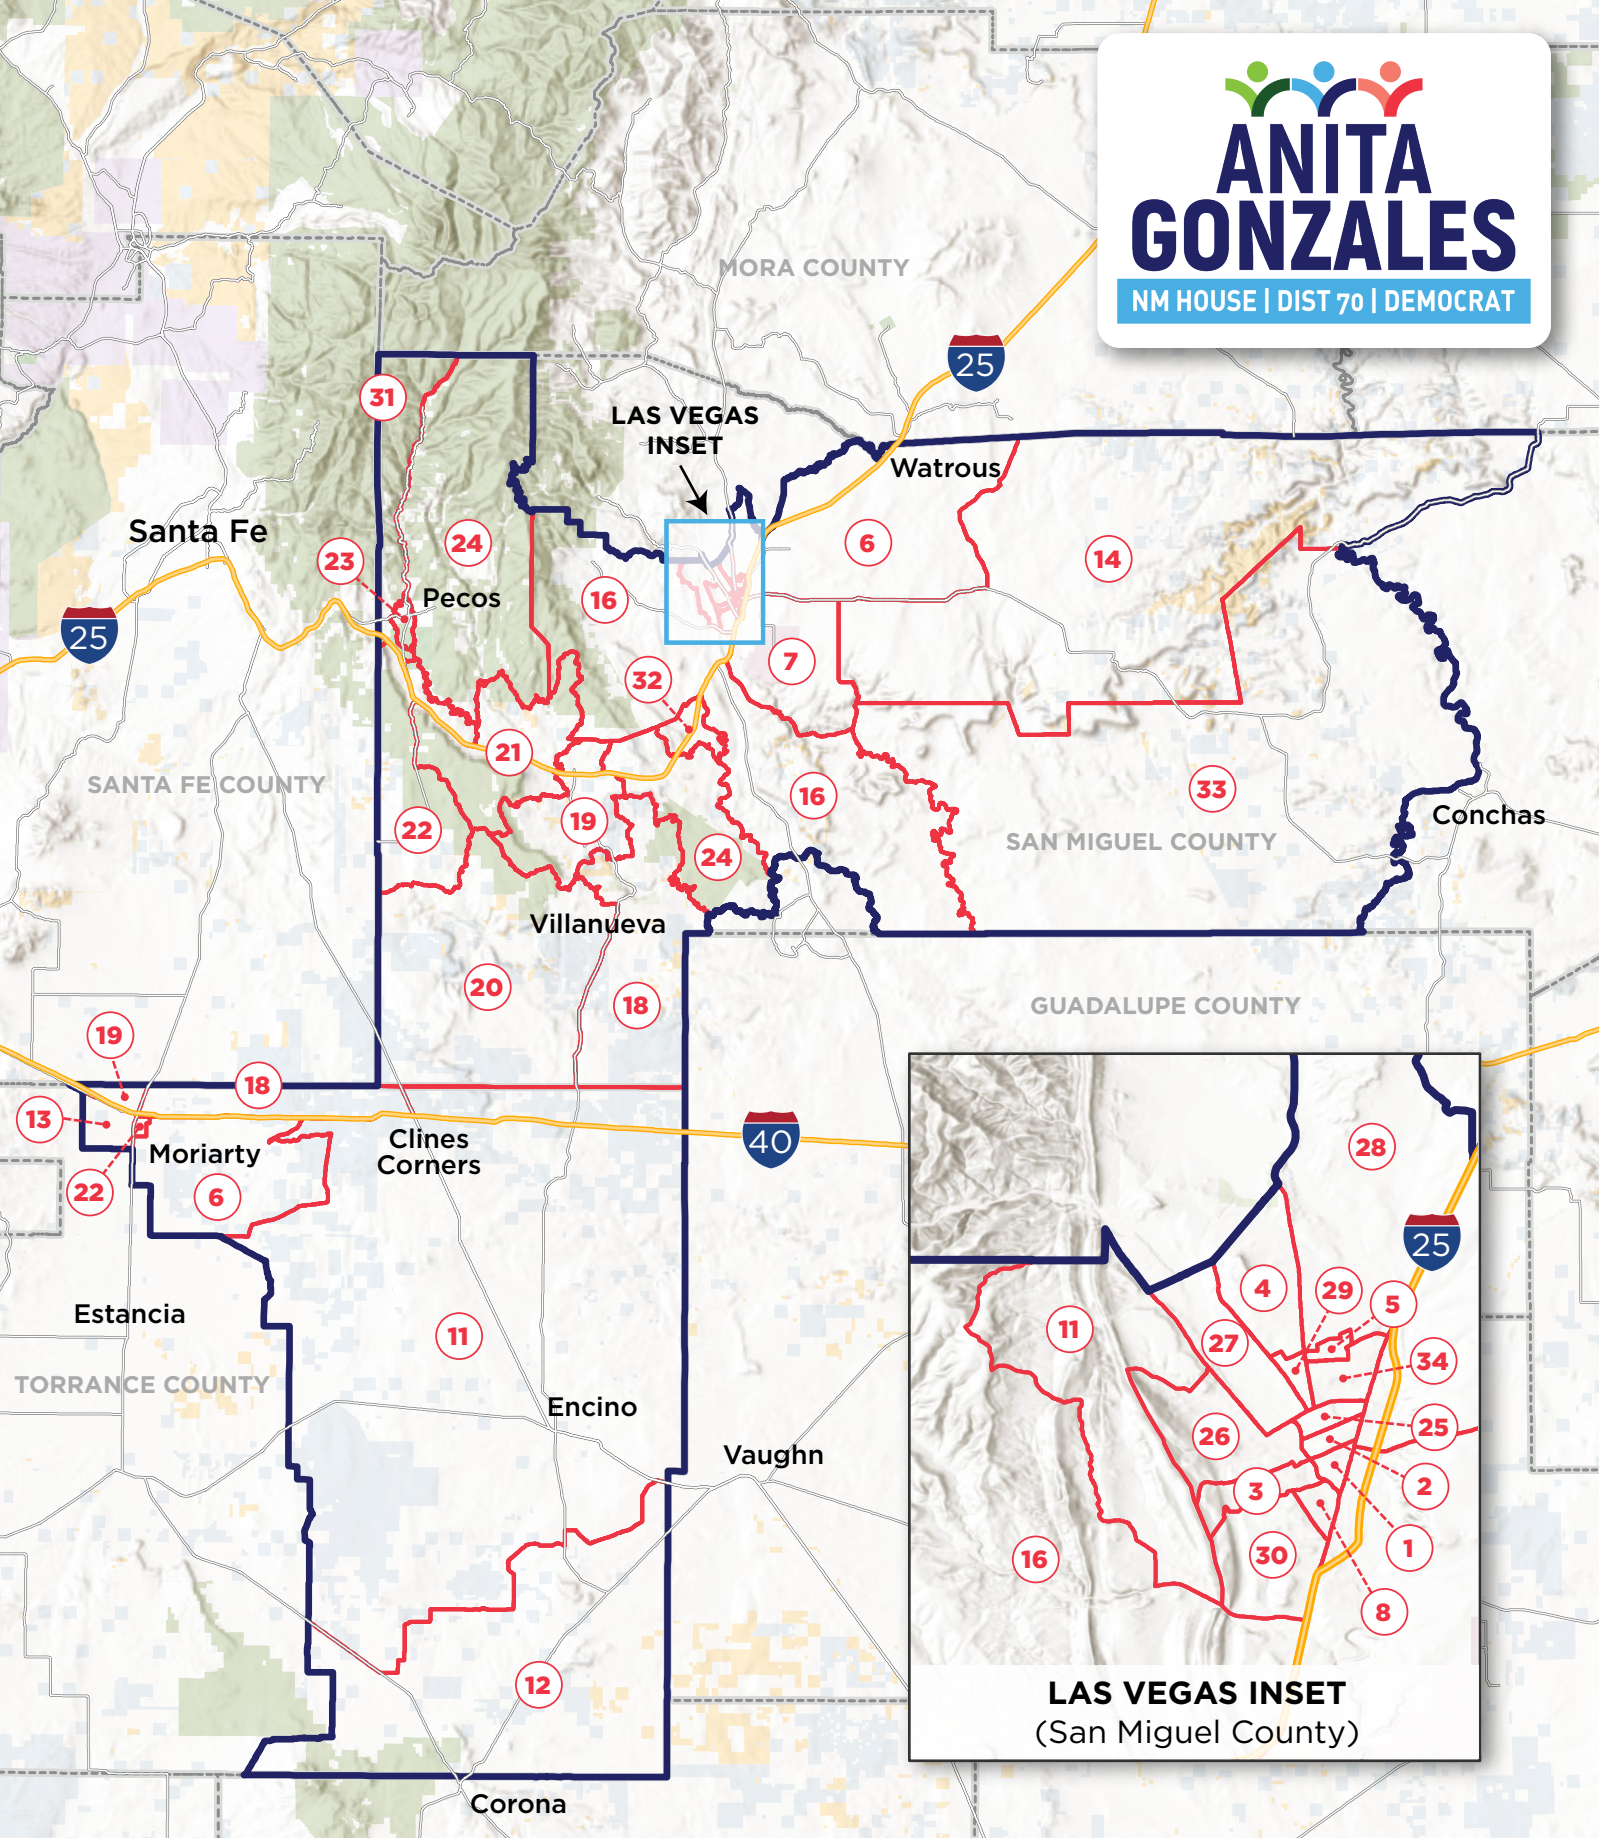 ANITA
GONZALES
NM HOUSE | DIST 70 | DEMOCRAT
MORA COUNTY
25
31
LAS VEGAS
INSET
Watrous
Santa Fe
24
6
14
23
Pecos
16
25
7
32
21
SANTA FE COUNTY
16
33
22
19
Conchas
SAN MIGUEL COUNTY
24
Villanueva
20
18
GUADALUPE COUNTY
19
18
13
Clines
Corners
40
Moriarty
22
6
Estancia
11
TORRANCE COUNTY
Encino
Vaughn
12
Corona
28
25
4
29
5
11
27
34
26
25
3
2
16
30
1
8
LAS VEGAS INSET
(San Miguel County)